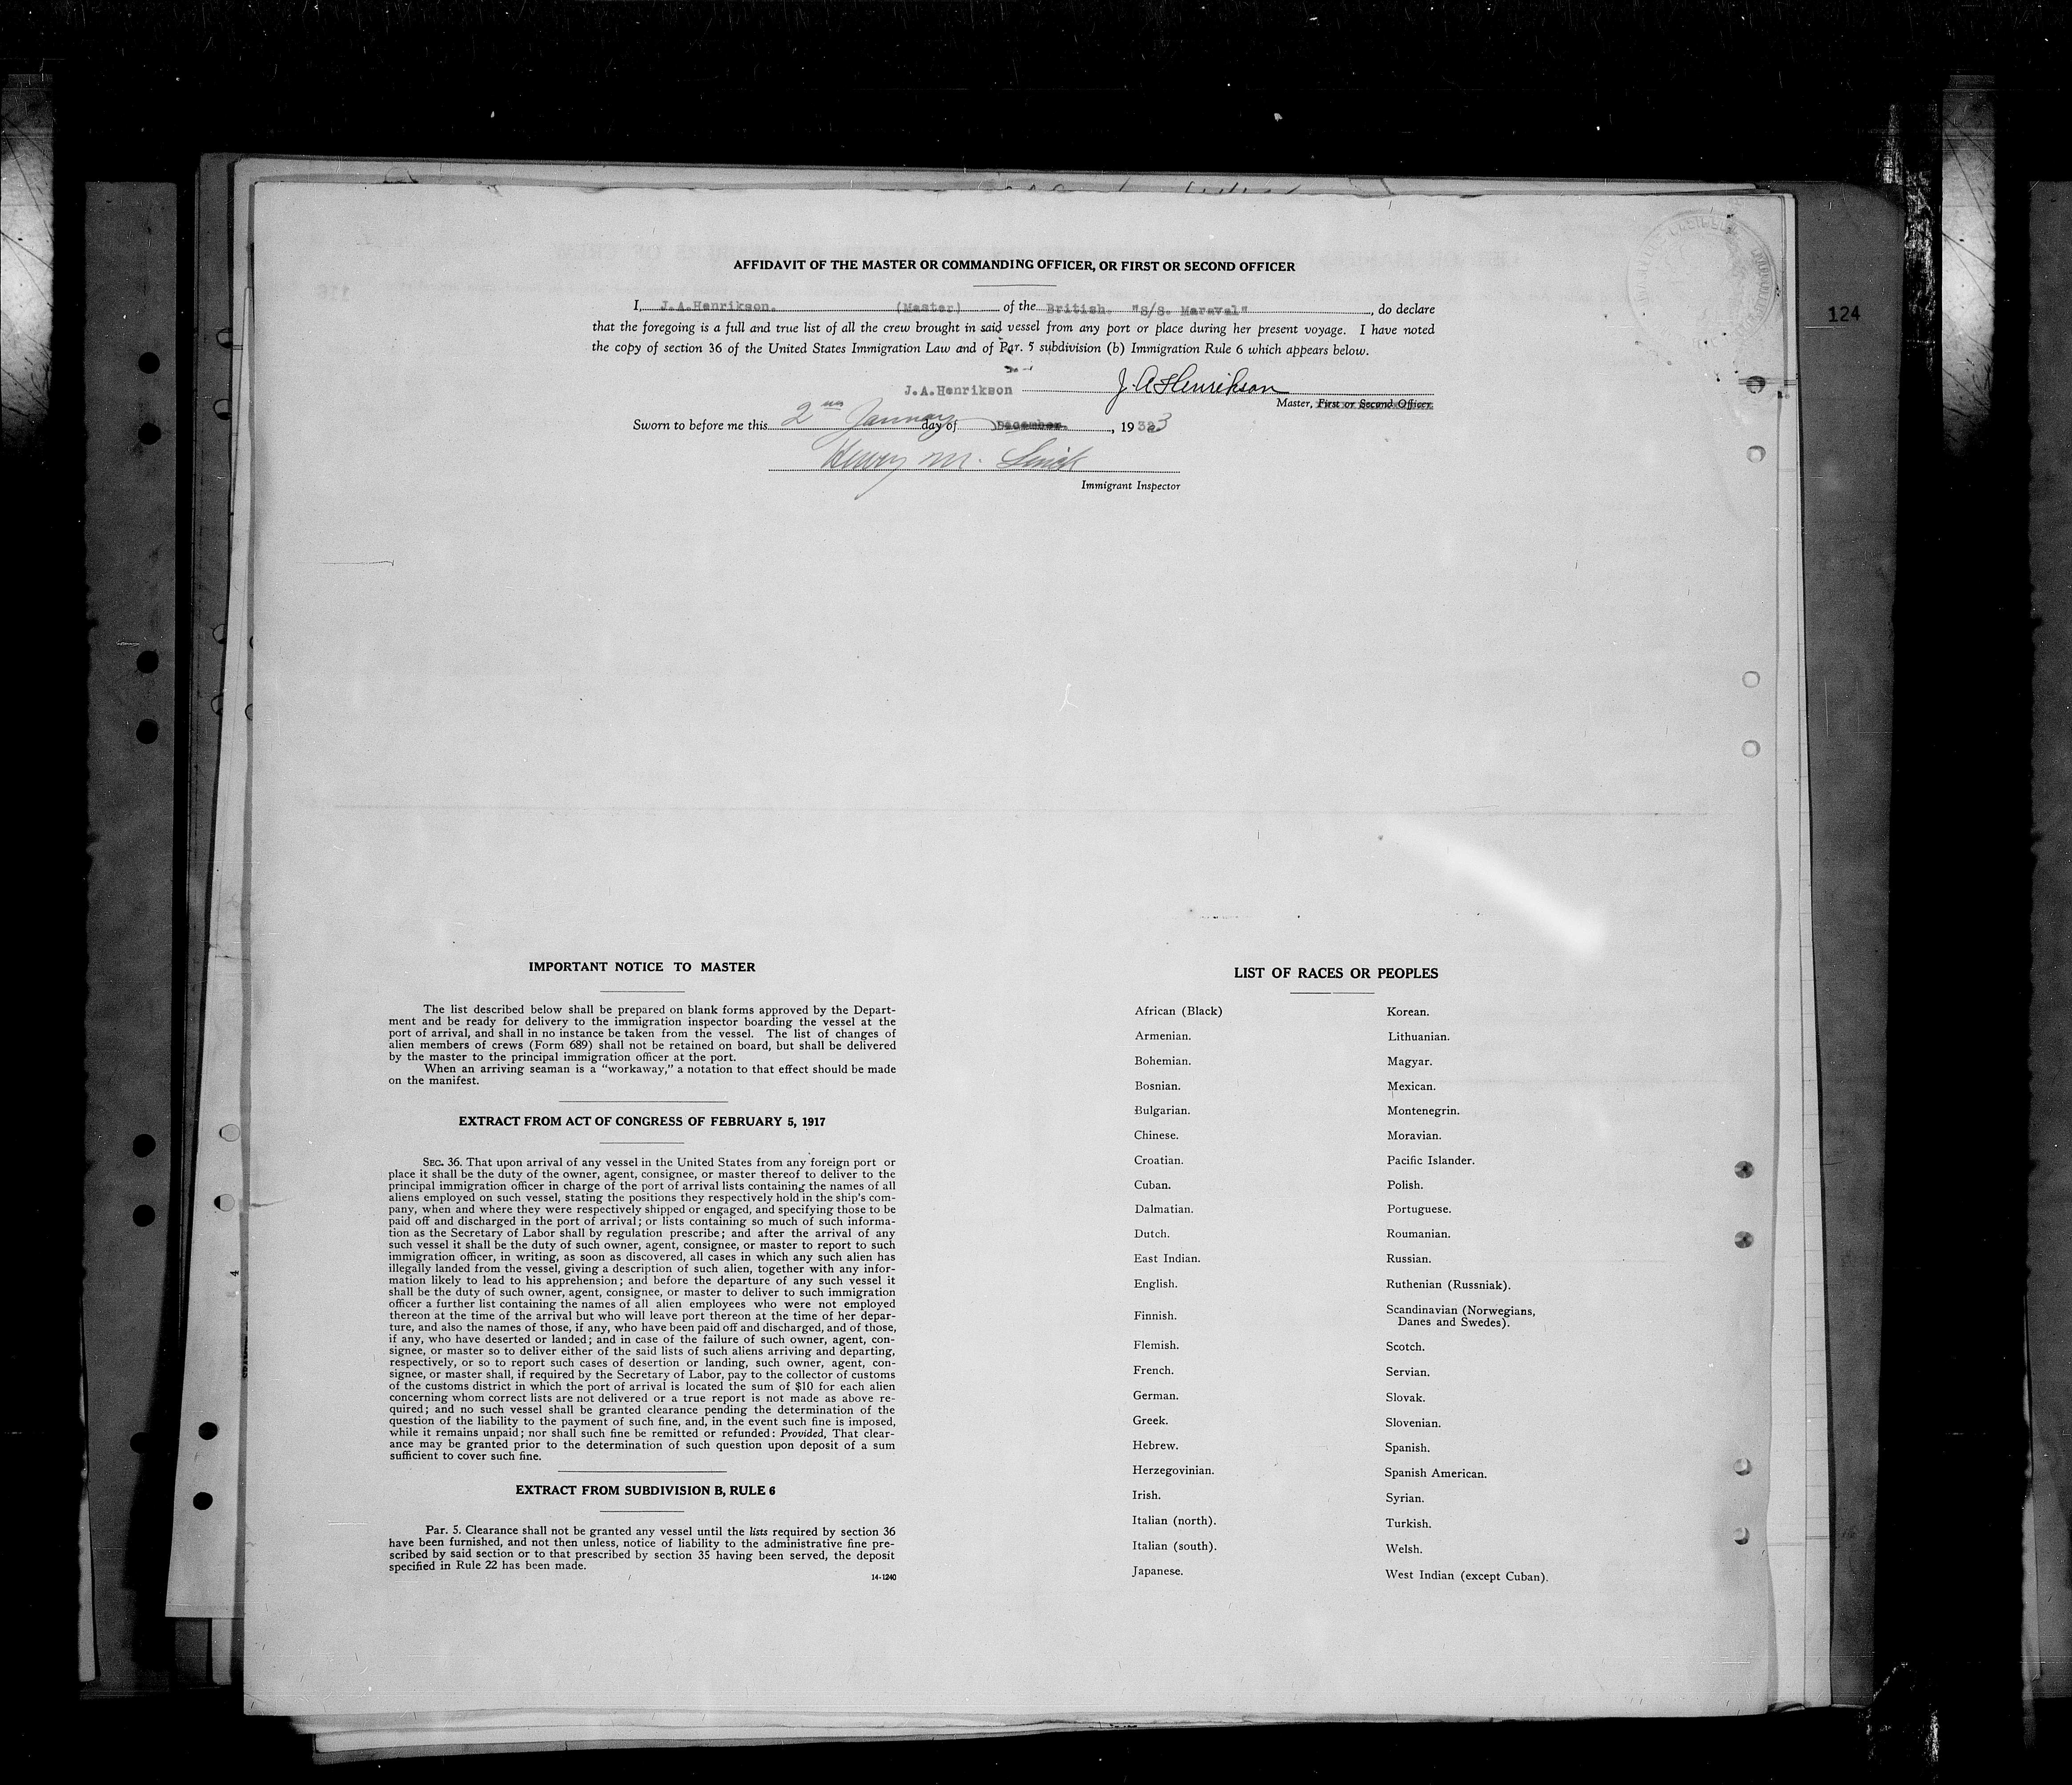 AFFIDAVIT OF THE MASTER OR COMMANDING OFFICER, OR FIRST OR SECOND OFFICER
I, J.A.Henrikson. (Master) of the British. "S/S. Maraval", do declare
that the foregoing is a full and true list of all the crew brought in said vessel from any port or place during her present voyage. I have noted
the copy of section 36 of the United States Immigration Law and of Par. 5 subdivision (b) Immigration Rule 6 which appears below.
124
J.A.Henrikson J. A Henrikson
Master, First or Second Officer.
Sworn to before me this 2nd January day of December, 1933
Henry M.
Immigrant Inspector
IMPORTANT NOTICE TO MASTER
The list described below shall be prepared on blank forms approved by the Depart-
ment and be ready for delivery to the immigration inspector boarding the vessel at the
port of arrival, and shall in no instance be taken from the vessel. The list of changes of
alien members of crews (Form 689) shall not be retained on board, but shall be delivered
by the master to the principal immigration officer at the port.
When an arriving seaman is a "workaway," a notation to that effect should be made
on the manifest.
EXTRACT FROM ACT OF CONGRESS OF FEBRUARY 5, 1917
SEC. 36. That upon arrival of any vessel in the United States from any foreign port or
place it shall be the duty of the owner, agent, consignee, or master thereof to deliver to the
principal immigration officer in charge of the port of arrival lists containing the names of all
aliens employed on such vessel, stating the positions they respectively hold in the ship's com-
pany, when and where they were respectively shipped or engaged, and specifying those to be
paid off and discharged in the port of arrival; or lists containing so much of such informa-
tion as the Secretary of Labor shall by regulation prescribe; and after the arrival of any
such vessel it shall be the duty of such owner, agent, consignee, or master to report to such
immigration officer, in writing, as soon as discovered, all cases in which any such alien has
illegally landed from the vessel, giving a description of such alien, together with any infor-
mation likely to lead to his apprehension; and before the departure of any such vessel it
shall be the duty of such owner, agent, consignee, or master to deliver to such immigration
officer a further list containing the names of all alien employees who were not employed
thereon at the time of the arrival but who will leave port thereon at the time of her depar-
ture, and also the names of those, if any, who have been paid off and discharged, and of those,
if any, who have deserted or landed; and in case of the failure of such owner, agent, con-
signee, or master so to deliver either of the said lists of such aliens arriving and departing,
respectively, or so to report such cases of desertion or landing, such owner, agent, con-
signee, or master shall, if required by the Secretary of Labor, pay to the collector of customs
of the customs district in which the port of arrival is located the sum of $10 for each alien
concerning whom correct lists are not delivered or a true report is not made as above re-
quired; and no such vessel shall be granted clearance pending the determination of the
question of the liability to the payment of such fine, and, in the event such fine is imposed,
while it remains unpaid; nor shall such fine be remitted or refunded: Provided, That clear-
ance may be granted prior to the determination of such question upon deposit of a sum
sufficient to cover such fine.
EXTRACT FROM SUBDIVISION B, RULE 6
Par. 5. Clearance shall not be granted any vessel until the lists required by section 36
have been furnished, and not then unless, notice of liability to the administrative fine pre-
scribed by said section or to that prescribed by section 35 having been served, the deposit
specified in Rule 22 has been made.
14-1240
LIST OF RACES OR PEOPLES
African (Black)
Armenian.
Bohemian.
Bosnian.
Bulgarian.
Chinese.
Croatian.
Cuban.
Dalmatian.
Dutch.
East Indian.
English.
Finnish.
Flemish.
French.
German.
Greek.
Hebrew.
Herzegovinian.
Irish.
Italian (north).
Italian (south).
Japanese.
Korean.
Lithuanian.
Magyar.
Mexican.
Montenegrin.
Moravian.
Pacific Islander.
Polish.
Portuguese.
Roumanian.
Russian.
Ruthenian (Russniak).
Scandinavian (Norwegians,
Danes and Swedes).
Scotch.
Servian.
Slovak.
Slovenian.
Spanish.
Spanish American.
Syrian.
Turkish.
Welsh.
West Indian (except Cuban).
4